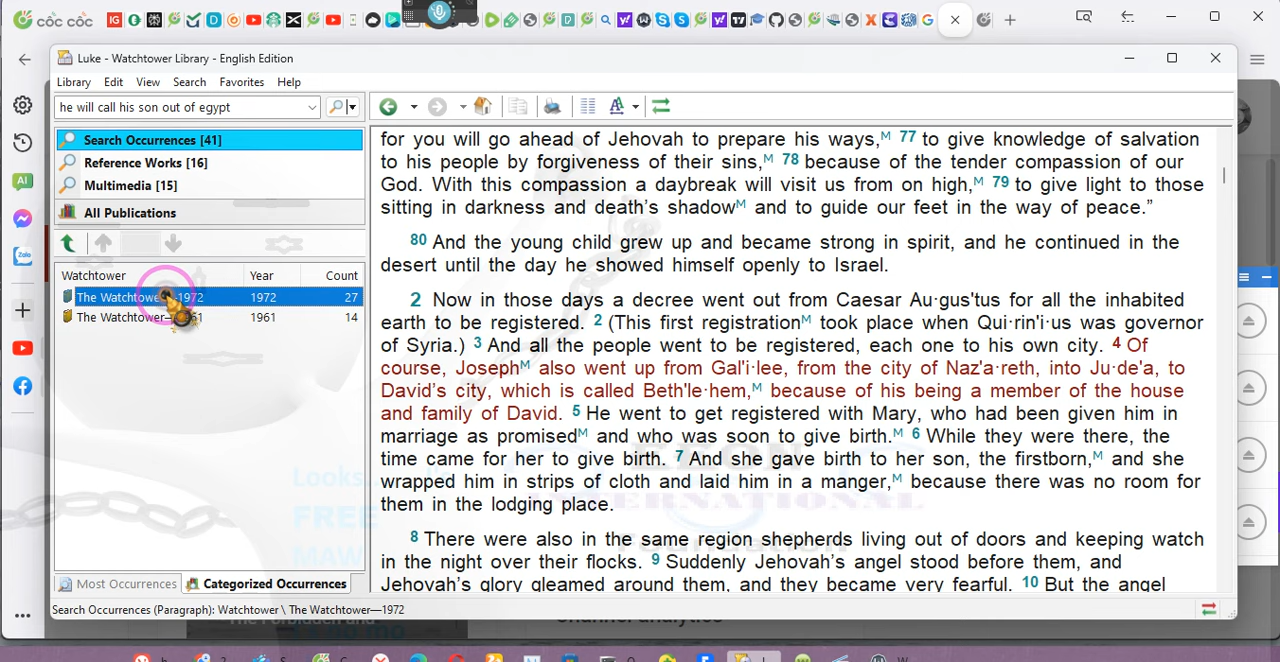 cốc cốc
Luke - Watchtower Library - English Edition
Library Edit View Search Favorites Help
he will call his son out of egypt
Search Occurrences [41]
Reference Works [16]
Multimedia [15]
All Publications
Watchtower Year Count
The Watchtower 1972 1972 27
The Watchtower— 1961 14
Most Occurrences Categorized Occurrences
Search Occurrences (Paragraph): Watchtower \ The Watchtower—1972
for you will go ahead of Jehovah to prepare his ways,ᴹ 77 to give knowledge of salvation
to his people by forgiveness of their sins,ᴹ 78 because of the tender compassion of our
God. With this compassion a daybreak will visit us from on high,ᴹ 79 to give light to those
sitting in darkness and death's shadowᴹ and to guide our feet in the way of peace.”
80 And the young child grew up and became strong in spirit, and he continued in the
desert until the day he showed himself openly to Israel.
2 Now in those days a decree went out from Caesar Au·gus'tus for all the inhabited
earth to be registered. 2 (This first registrationᴹ took place when Qui·rin'i·us was governor
of Syria.) 3 And all the people went to be registered, each one to his own city. 4 Of
course, Josephᴹ also went up from Gal'i·lee, from the city of Naz'a·reth, into Ju·de'a, to
David's city, which is called Beth'le·hem,ᴹ because of his being a member of the house
and family of David. 5 He went to get registered with Mary, who had been given him in
marriage as promisedᴹ and who was soon to give birth.ᴹ 6 While they were there, the
time came for her to give birth. 7 And she gave birth to her son, the firstborn,ᴹ and she
wrapped him in strips of cloth and laid him in a manger,ᴹ because there was no room for
them in the lodging place.
8 There were also in the same region shepherds living out of doors and keeping watch
in the night over their flocks. 9 Suddenly Jehovah's angel stood before them, and
Jehovah's glory gleamed around them, and they became very fearful. 10 But the angel
Looks
FREE
MAW
INTERNATIONAL
Foundation
AI
Zalo